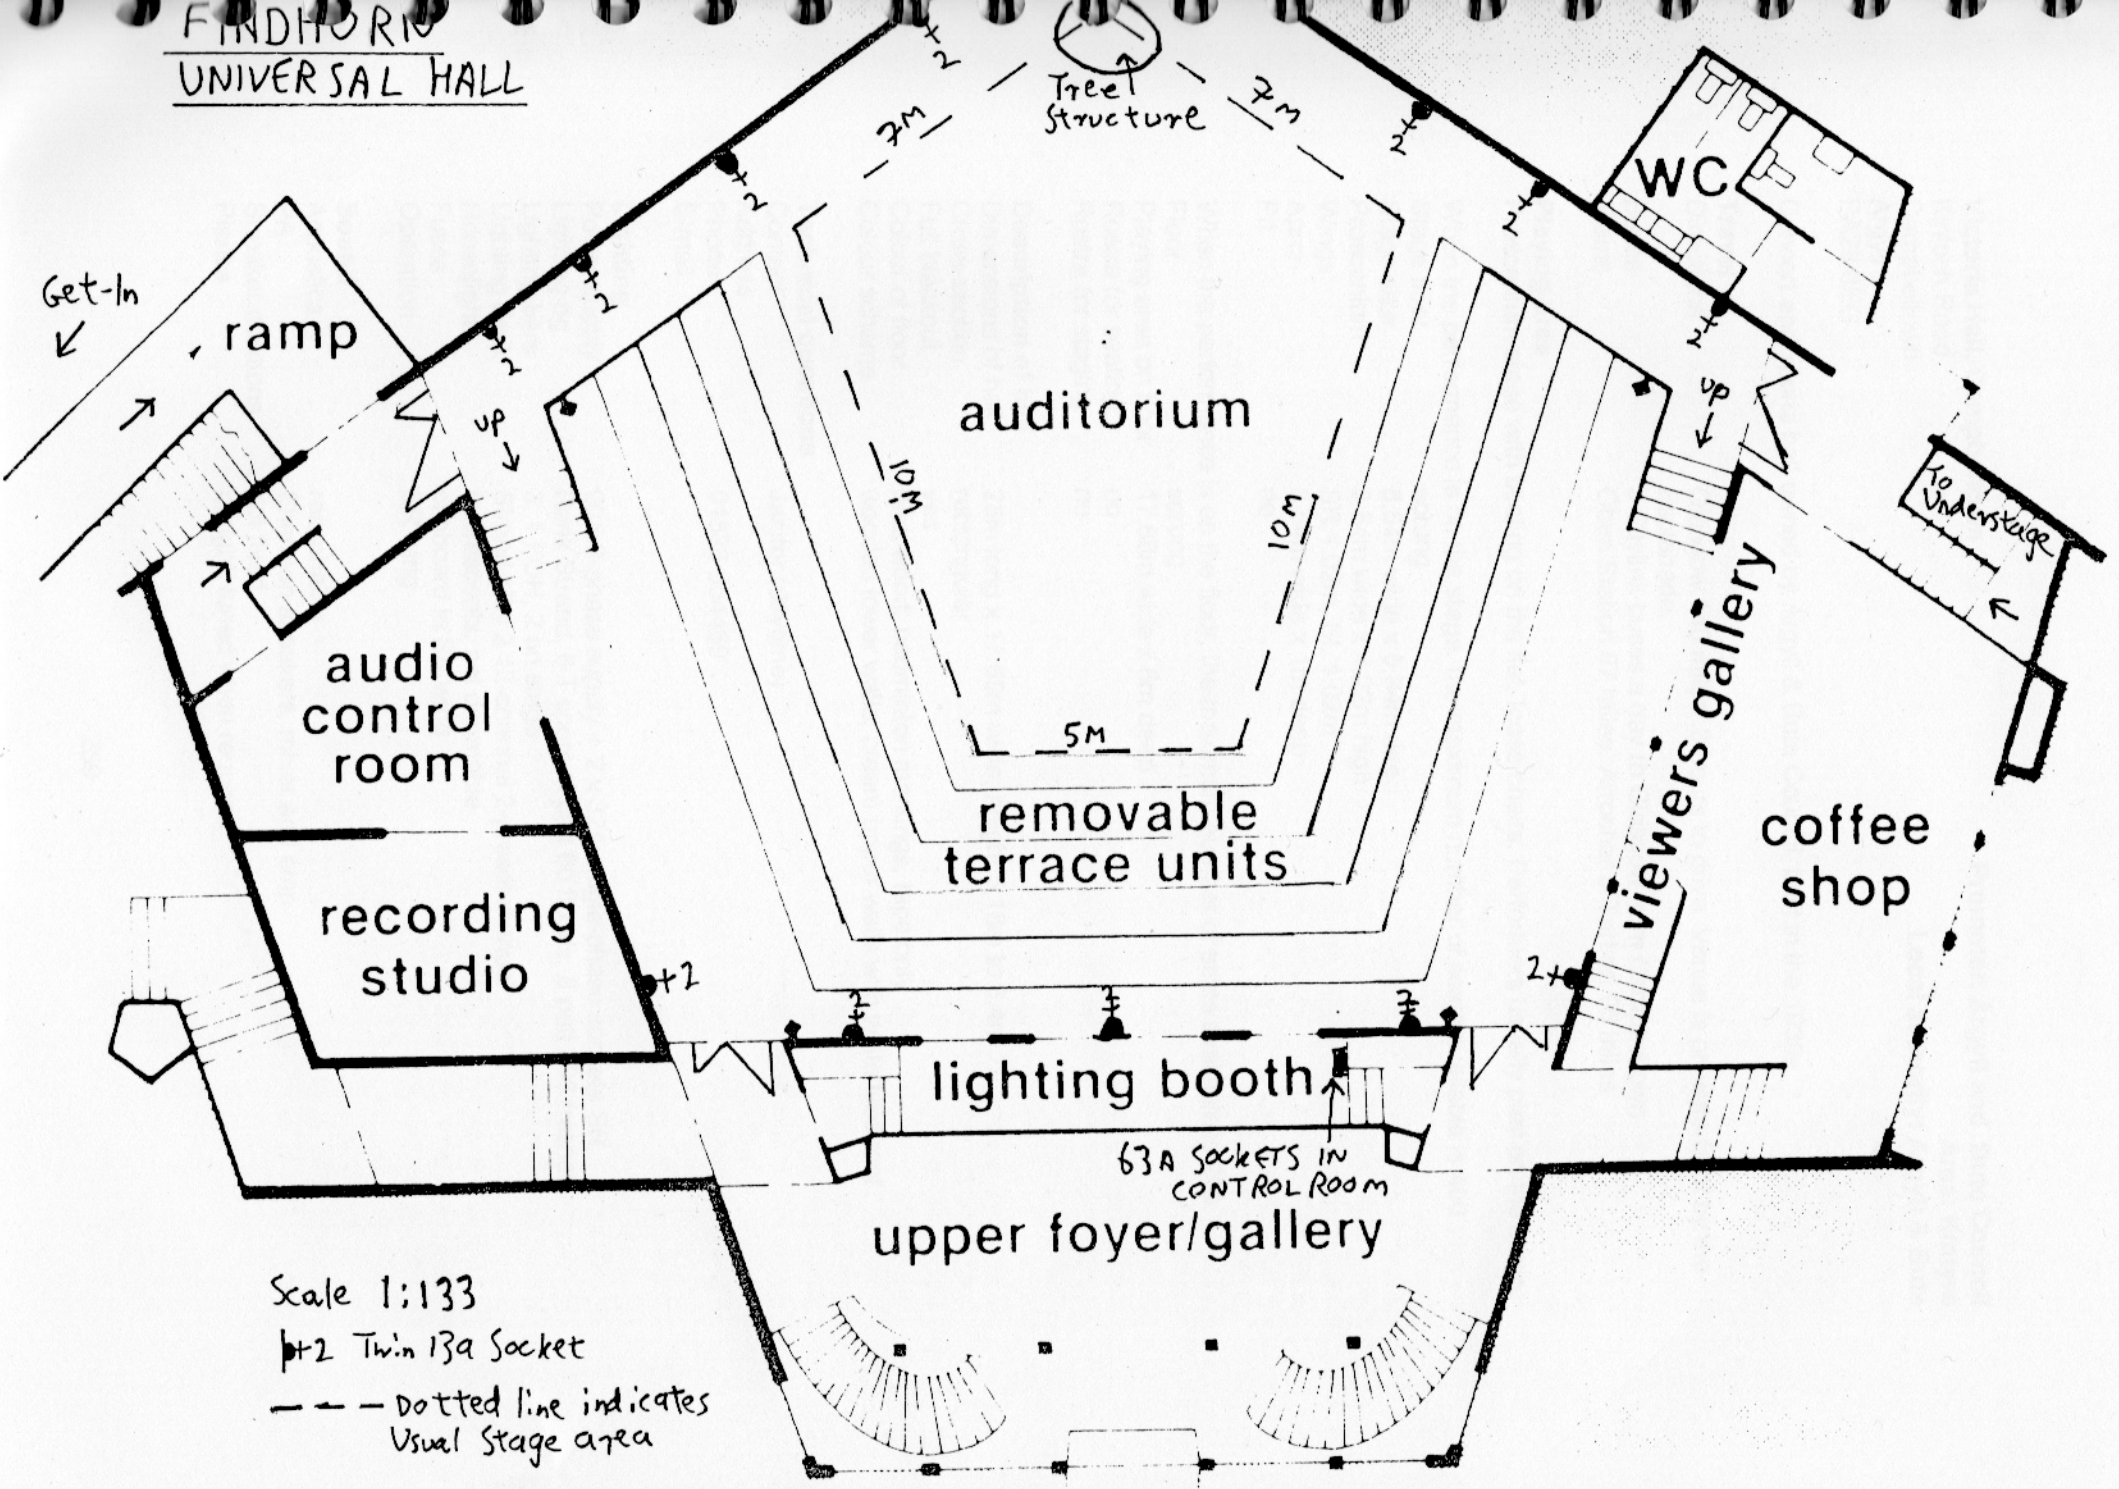 FINDHORN
UNIVERSAL HALL
Tree
Structure
7M
7M
+2
+2
+2
+2
2+
2+
2+
WC
Get-In
ramp
up
up
auditorium
10M
10M
5M
To
Understage
audio
control
room
viewers gallery
removable
terrace units
coffee
shop
recording
studio
+2
2+
2+
2+
2+
lighting booth
63A SOCKETS IN
CONTROL ROOM
upper foyer/gallery
Scale 1:133
+2 Twin 13a Socket
--- Dotted line indicates
Usual Stage area